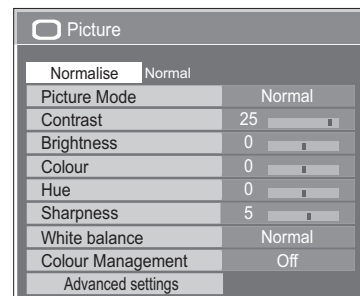 Picture
Normalise Normal
Picture Mode Normal
Contrast 25
Brightness 0
Colour 0
Hue 0
Sharpness 5
White balance Normal
Colour Management Off
Advanced settings